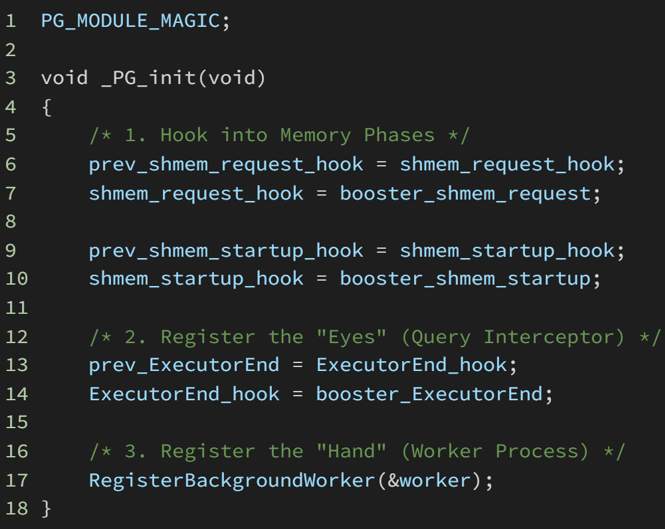 1 PG_MODULE_MAGIC;
2
3 void _PG_init(void)
4 {
5     /* 1. Hook into Memory Phases */
6     prev_shmem_request_hook = shmem_request_hook;
7     shmem_request_hook = booster_shmem_request;
8
9     prev_shmem_startup_hook = shmem_startup_hook;
10     shmem_startup_hook = booster_shmem_startup;
11
12     /* 2. Register the "Eyes" (Query Interceptor) */
13     prev_ExecutorEnd = ExecutorEnd_hook;
14     ExecutorEnd_hook = booster_ExecutorEnd;
15
16     /* 3. Register the "Hand" (Worker Process) */
17     RegisterBackgroundWorker(&worker);
18 }